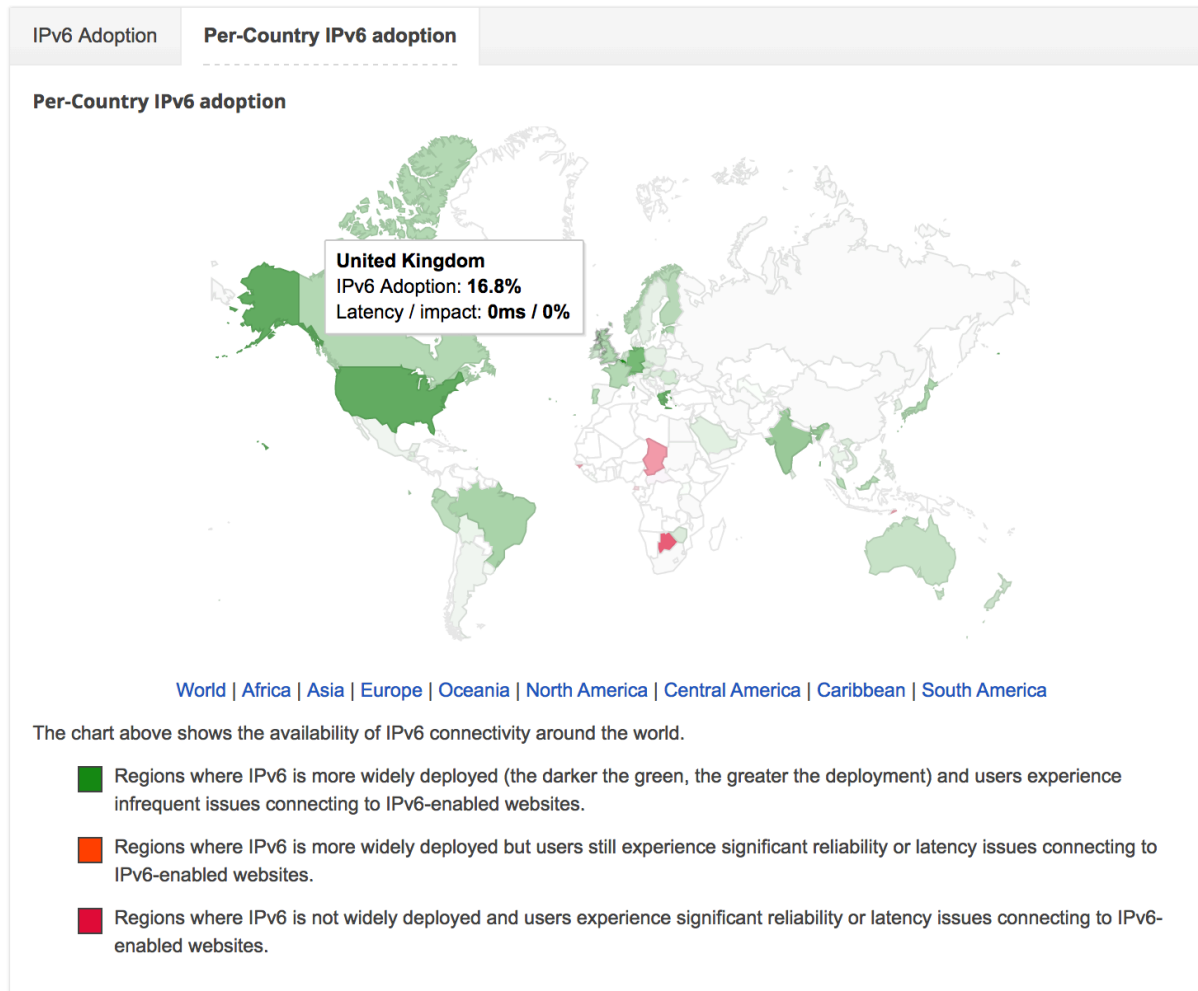 IPv6 Adoption
Per-Country IPv6 adoption
Per-Country IPv6 adoption
United Kingdom
IPv6 Adoption: 16.8%
Latency / impact: 0ms / 0%
World | Africa | Asia | Europe | Oceania | North America | Central America | Caribbean | South America
The chart above shows the availability of IPv6 connectivity around the world.
Regions where IPv6 is more widely deployed (the darker the green, the greater the deployment) and users experience
infrequent issues connecting to IPv6-enabled websites.
Regions where IPv6 is more widely deployed but users still experience significant reliability or latency issues connecting to
IPv6-enabled websites.
Regions where IPv6 is not widely deployed and users experience significant reliability or latency issues connecting to IPv6-
enabled websites.